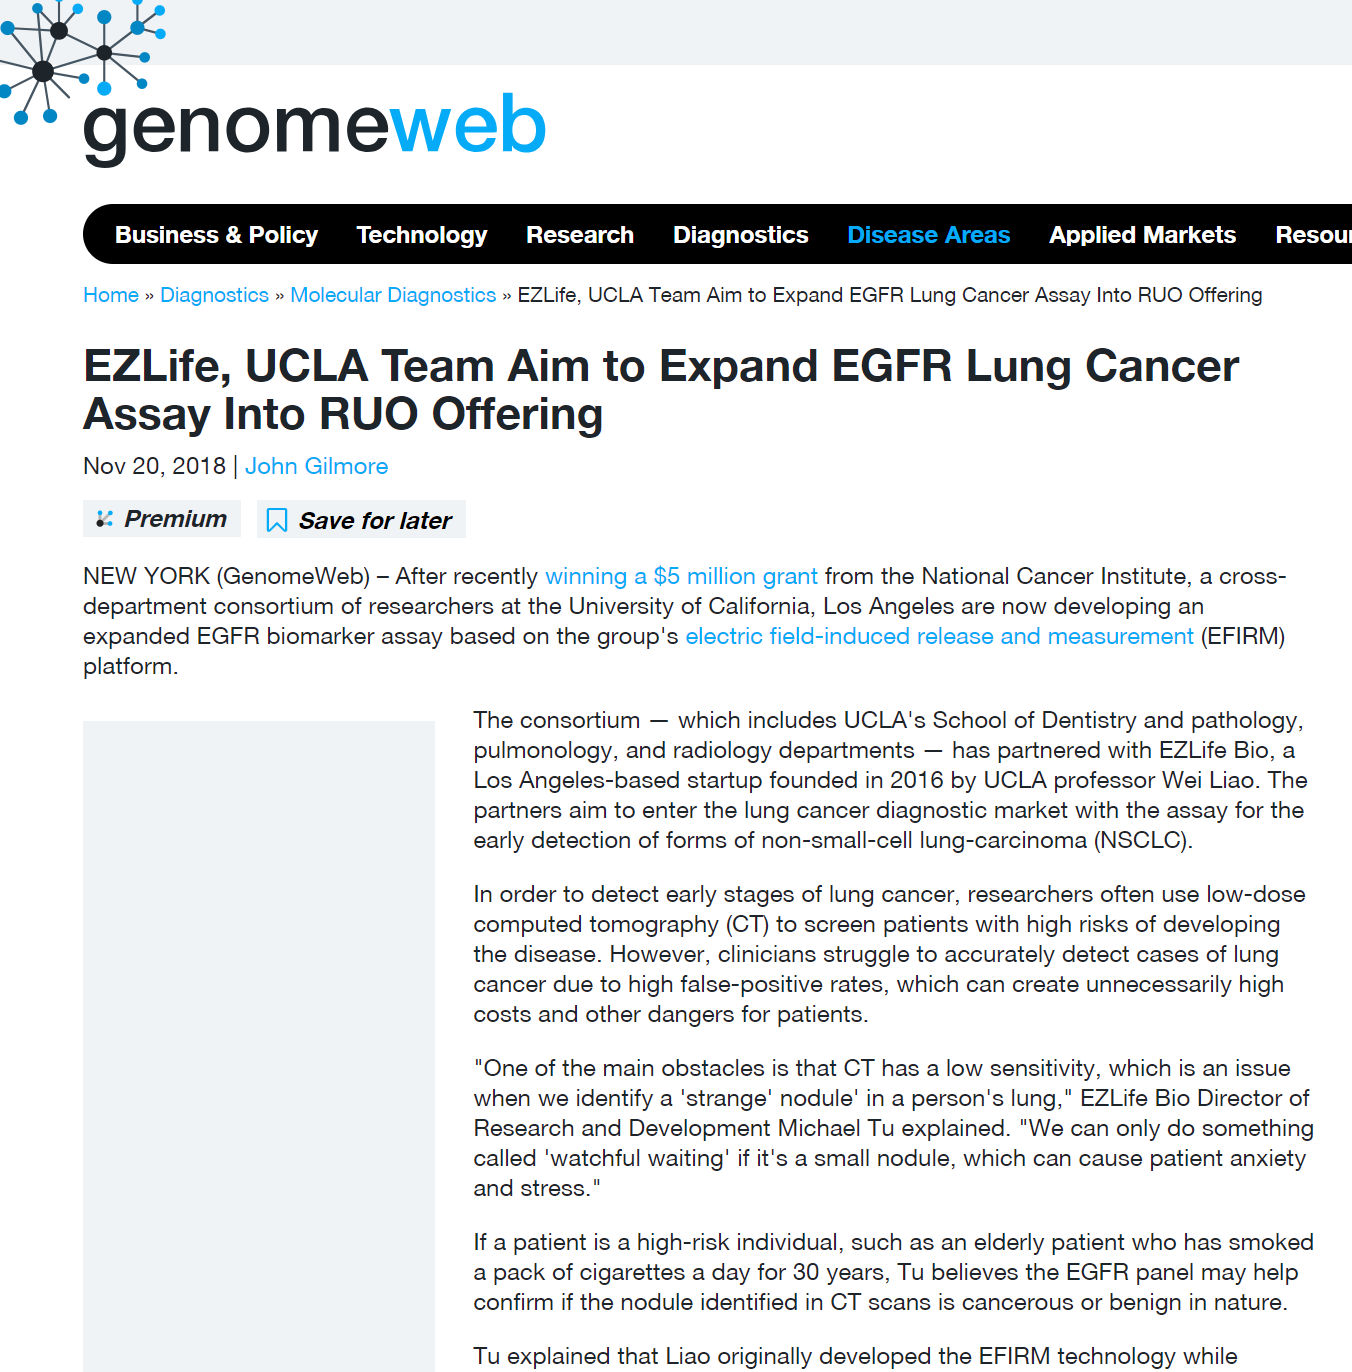 genomeweb
Business & Policy Technology Research Diagnostics Disease Areas Applied Markets
Home » Diagnostics » Molecular Diagnostics » EZLife, UCLA Team Aim to Expand EGFR Lung Cancer Assay Into RUO Offering
EZLife, UCLA Team Aim to Expand EGFR Lung Cancer
Assay Into RUO Offering
Nov 20, 2018 | John Gilmore
Premium Save for later
NEW YORK (GenomeWeb) – After recently winning a $5 million grant from the National Cancer Institute, a cross-
department consortium of researchers at the University of California, Los Angeles are now developing an
expanded EGFR biomarker assay based on the group's electric field-induced release and measurement (EFIRM)
platform.
The consortium — which includes UCLA's School of Dentistry and pathology,
pulmonology, and radiology departments — has partnered with EZLife Bio, a
Los Angeles-based startup founded in 2016 by UCLA professor Wei Liao. The
partners aim to enter the lung cancer diagnostic market with the assay for the
early detection of forms of non-small-cell lung-carcinoma (NSCLC).
In order to detect early stages of lung cancer, researchers often use low-dose
computed tomography (CT) to screen patients with high risks of developing
the disease. However, clinicians struggle to accurately detect cases of lung
cancer due to high false-positive rates, which can create unnecessarily high
costs and other dangers for patients.
"One of the main obstacles is that CT has a low sensitivity, which is an issue
when we identify a 'strange' nodule' in a person's lung," EZLife Bio Director of
Research and Development Michael Tu explained. "We can only do something
called 'watchful waiting' if it's a small nodule, which can cause patient anxiety
and stress."
If a patient is a high-risk individual, such as an elderly patient who has smoked
a pack of cigarettes a day for 30 years, Tu believes the EGFR panel may help
confirm if the nodule identified in CT scans is cancerous or benign in nature.
Tu explained that Liao originally developed the EFIRM technology while